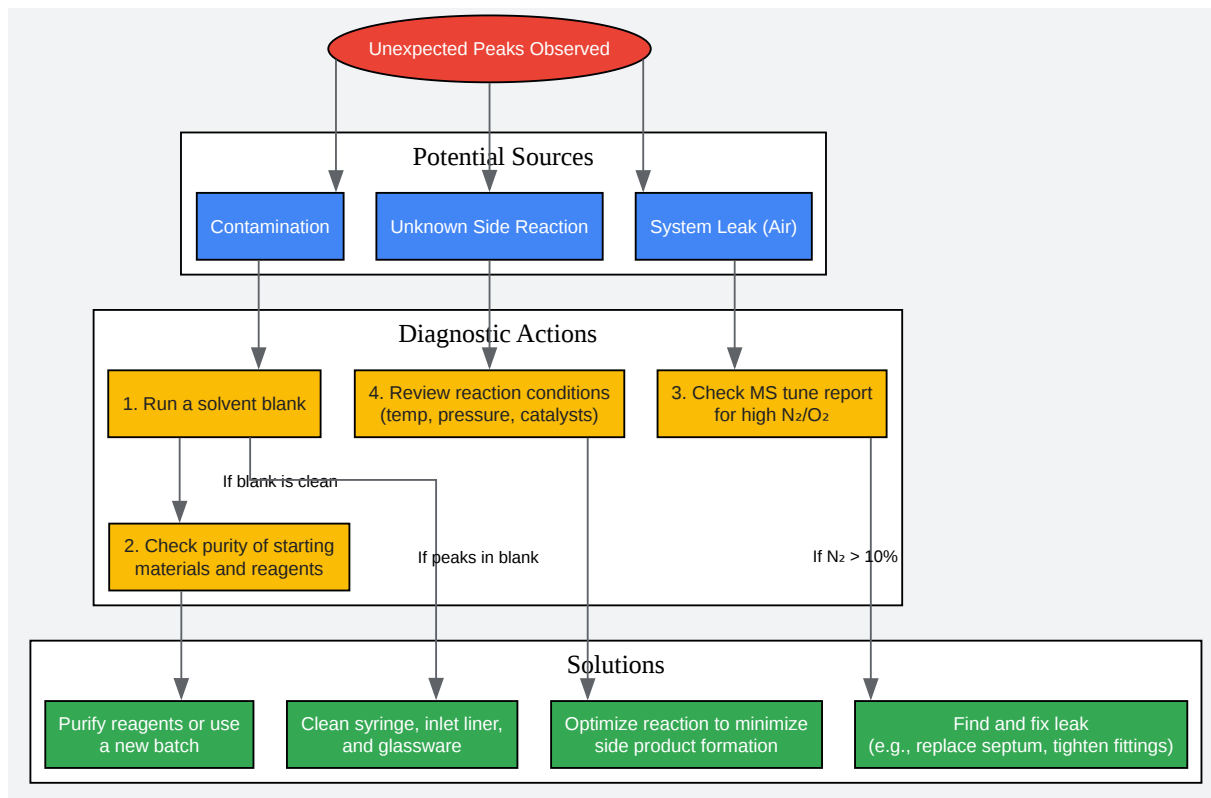 Unexpected Peaks Observed
Potential Sources
Contamination
Unknown Side Reaction
System Leak (Air)
Diagnostic Actions
1. Run a solvent blank
4. Review reaction conditions
(temp, pressure, catalysts)
3. Check MS tune report
for high N₂/O₂
If blank is clean
2. Check purity of starting
materials and reagents
If peaks in blank
If N₂ > 10%
Solutions
Purify reagents or use
a new batch
Clean syringe, inlet liner,
and glassware
Optimize reaction to minimize
side product formation
Find and fix leak
(e.g., replace septum, tighten fittings)